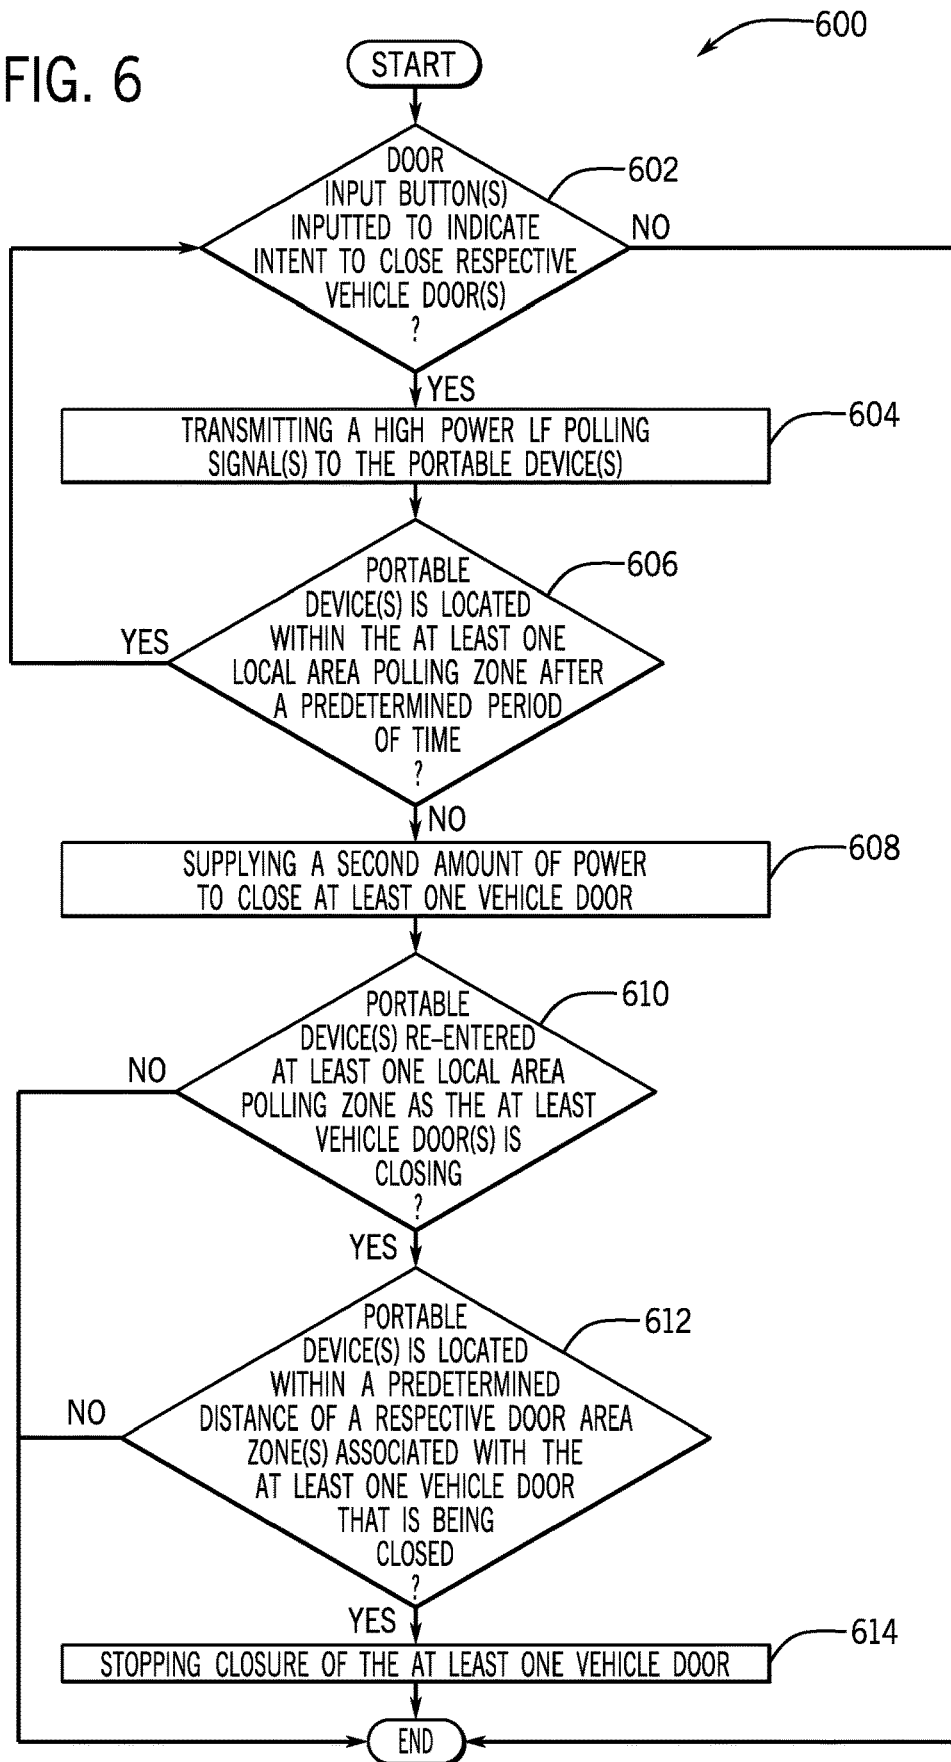 600
FIG. 6
START
DOOR
INPUT BUTTON(S)
INPUTTED TO INDICATE
INTENT TO CLOSE RESPECTIVE
VEHICLE DOOR(S)
?
602
NO
YES
TRANSMITTING A HIGH POWER LF POLLING
SIGNAL(S) TO THE PORTABLE DEVICE(S)
604
PORTABLE
DEVICE(S) IS LOCATED
WITHIN THE AT LEAST ONE
LOCAL AREA POLLING ZONE AFTER
A PREDETERMINED PERIOD
OF TIME
?
606
YES
NO
SUPPLYING A SECOND AMOUNT OF POWER
TO CLOSE AT LEAST ONE VEHICLE DOOR
608
PORTABLE
DEVICE(S) RE-ENTERED
AT LEAST ONE LOCAL AREA
POLLING ZONE AS THE AT LEAST
VEHICLE DOOR(S) IS
CLOSING
?
610
NO
YES
PORTABLE
DEVICE(S) IS LOCATED
WITHIN A PREDETERMINED
DISTANCE OF A RESPECTIVE DOOR AREA
ZONE(S) ASSOCIATED WITH THE
AT LEAST ONE VEHICLE DOOR
THAT IS BEING
CLOSED
?
612
NO
YES
STOPPING CLOSURE OF THE AT LEAST ONE VEHICLE DOOR
614
END